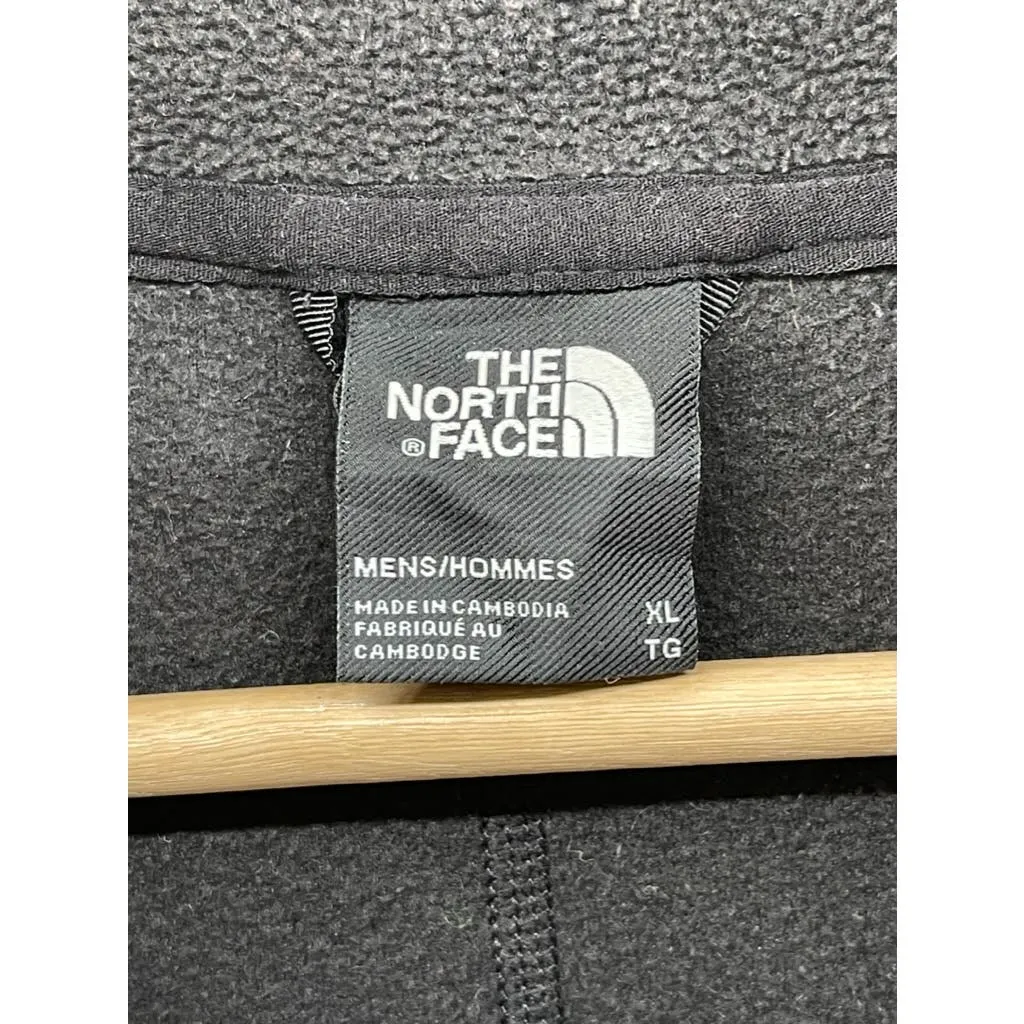 THE
NORTH
® FACE
MENS/HOMMES
MADE IN CAMBODIA
FABRIQUÉ AU
CAMBODGE
XL
TG